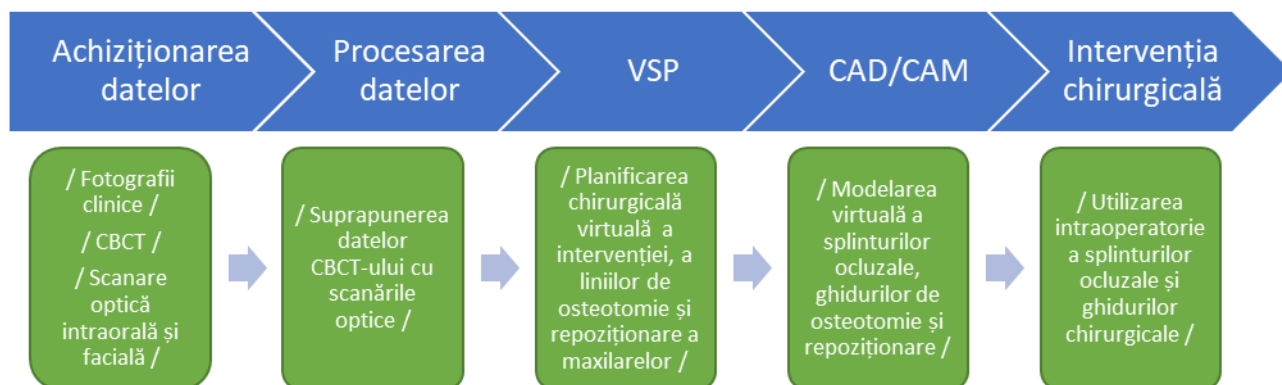 Achiziționarea
datelor
Procesarea
datelor
VSP
CAD/CAM
Intervenția
chirurgicală
/ Fotografii
clinice /
/ CBCT /
/ Scanare
optică
intraorală și
facială /
/ Suprapunerea
datelor
CBCT-ului cu
scanările
optice /
/ Planificarea
chirurgicală
virtuală a
intervenției, a
liniilor de
osteotomie și
repoziționare a
maxilarelor /
/ Modelarea
virtuală a
splinturilor
ocluzale,
ghidurilor de
osteotomie și
repoziționare /
/ Utilizarea
intraoperatorie
a splinturilor
ocluzale și
ghidurilor
chirurgicale /